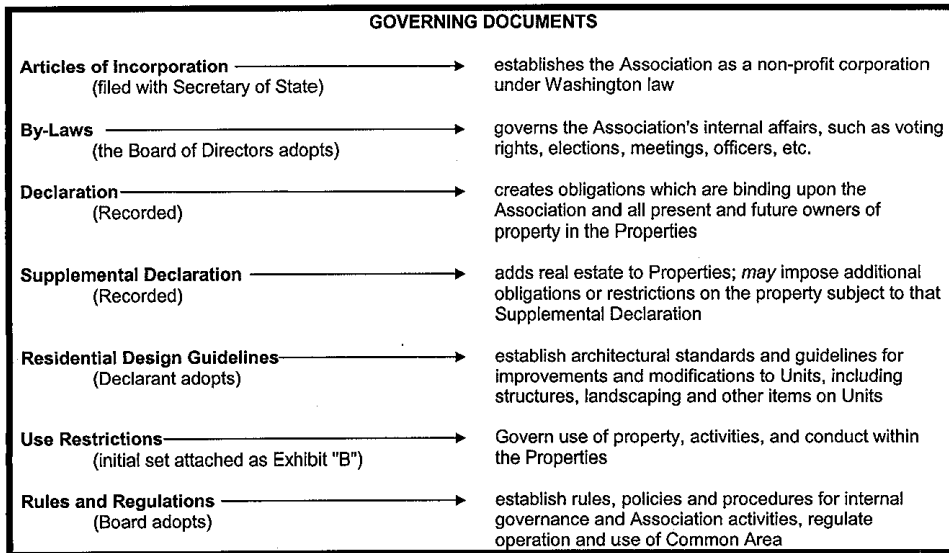 GOVERNING DOCUMENTS
Articles of Incorporation establishes the Association as a non-profit corporation
(filed with Secretary of State) under Washington law
By-Laws governs the Association's internal affairs, such as voting
(the Board of Directors adopts) rights, elections, meetings, officers, etc.
Declaration creates obligations which are binding upon the
(Recorded) Association and all present and future owners of
property in the Properties
Supplemental Declaration adds real estate to Properties; may impose additional
(Recorded) obligations or restrictions on the property subject to that
Supplemental Declaration
Residential Design Guidelines establish architectural standards and guidelines for
(Declarant adopts) improvements and modifications to Units, including
structures, landscaping and other items on Units
Use Restrictions Govern use of property, activities, and conduct within
(initial set attached as Exhibit "B") the Properties
Rules and Regulations establish rules, policies and procedures for internal
(Board adopts) governance and Association activities, regulate
operation and use of Common Area